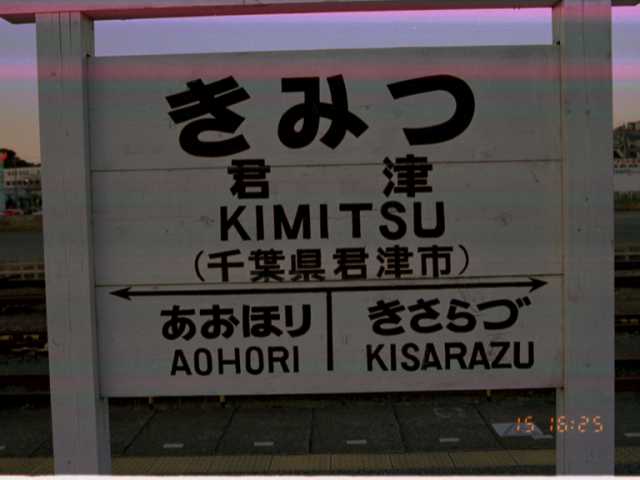 きみつ
君津
KIMITSU
(千葉県君津市)
あおほり きさらづ
AOHORI KISARAZU
15 16:25